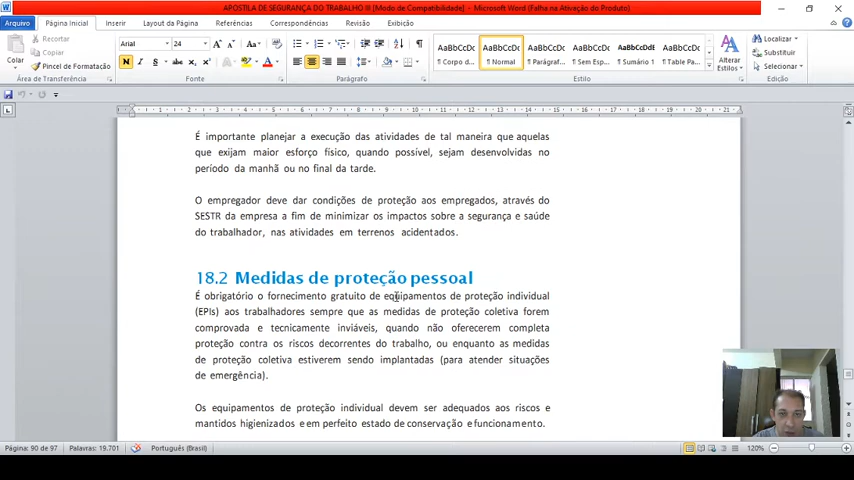 APOSTILA DE SEGURANÇA DO TRABALHO III [Modo de Compatibilidade] - Microsoft Word (Falha na Ativação do Produto)
Arquivo Página Inicial Inserir Layout da Página Referências Correspondências Revisão Exibição
Recortar
Copiar
Pincel de Formatação
Colar
Área de Transferência
Arial 24
Fonte
Parágrafo
AaBbCcDc AaBbCcDc AaBbCcDc AaBbCcDc AaBbCcDdE AaBbCcDc
¶ Corpo d... ¶ Normal ¶ Parágraf... ¶ Sem Esp... ¶ Sumário 1 ¶ Table Pa...
Estilo
Alterar Estilos
Localizar
Substituir
Selecionar
Edição
É importante planejar a execução das atividades de tal maneira que aquelas
que exijam maior esforço físico, quando possível, sejam desenvolvidas no
período da manhã ou no final da tarde.
O empregador deve dar condições de proteção aos empregados, através do
SESTR da empresa a fim de minimizar os impactos sobre a segurança e saúde
do trabalhador, nas atividades em terrenos acidentados.
18.2 Medidas de proteção pessoal
É obrigatório o fornecimento gratuito de equipamentos de proteção individual
(EPIs) aos trabalhadores sempre que as medidas de proteção coletiva forem
comprovada e tecnicamente inviáveis, quando não oferecerem completa
proteção contra os riscos decorrentes do trabalho, ou enquanto as medidas
de proteção coletiva estiverem sendo implantadas (para atender situações
de emergência).
Os equipamentos de proteção individual devem ser adequados aos riscos e
mantidos higienizados e em perfeito estado de conservação e funcionamento.
Página: 90 de 97 Palavras: 19.701 Português (Brasil) 120%